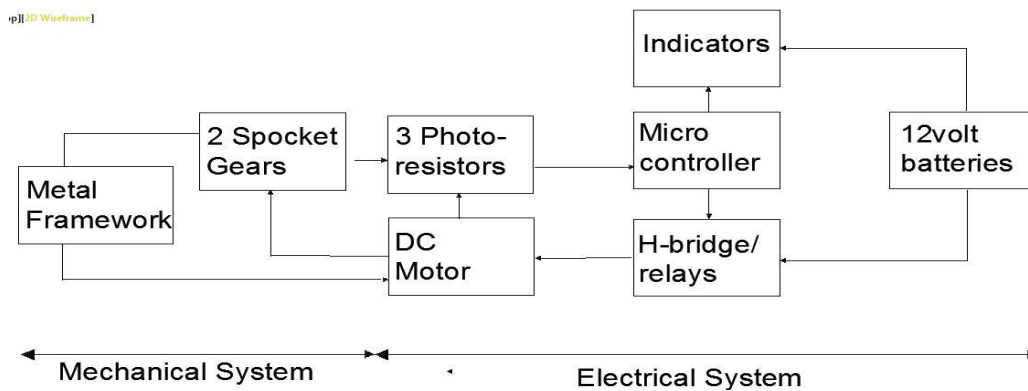 ][2D Wireframe]
Indicators
2 Spocket
Gears
3 Photo-
resistors
Micro
controller
12volt
batteries
Metal
Framework
DC
Motor
H-bridge/
relays
Mechanical System
Electrical System